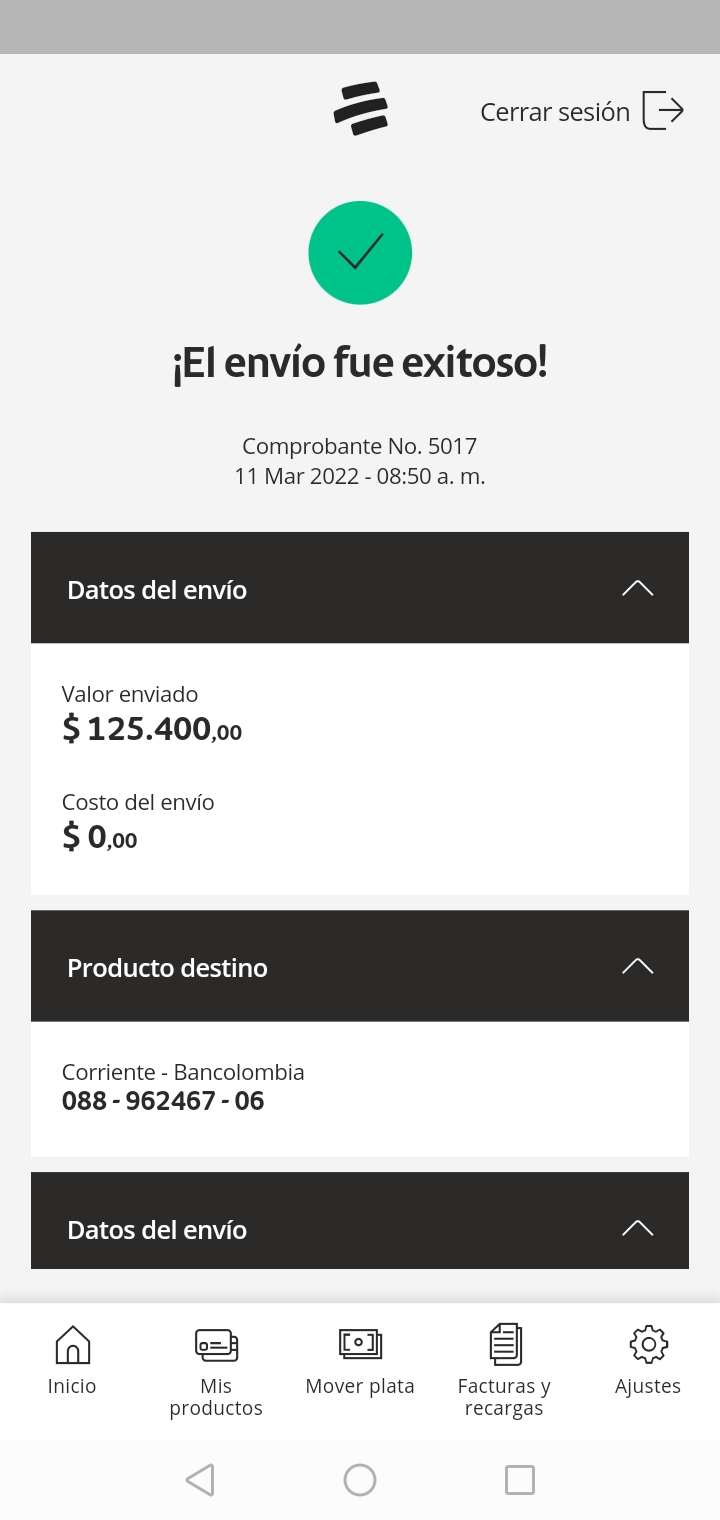 Cerrar sesión
¡El envío fue exitoso!
Comprobante No. 5017
11 Mar 2022 - 08:50 a. m.
Datos del envío
Valor enviado
$ 125.400,00
Costo del envío
$ 0,00
Producto destino
Corriente - Bancolombia
088 - 962467 - 06
Datos del envío
Inicio
Mis productos
Mover plata
Facturas y recargas
Ajustes